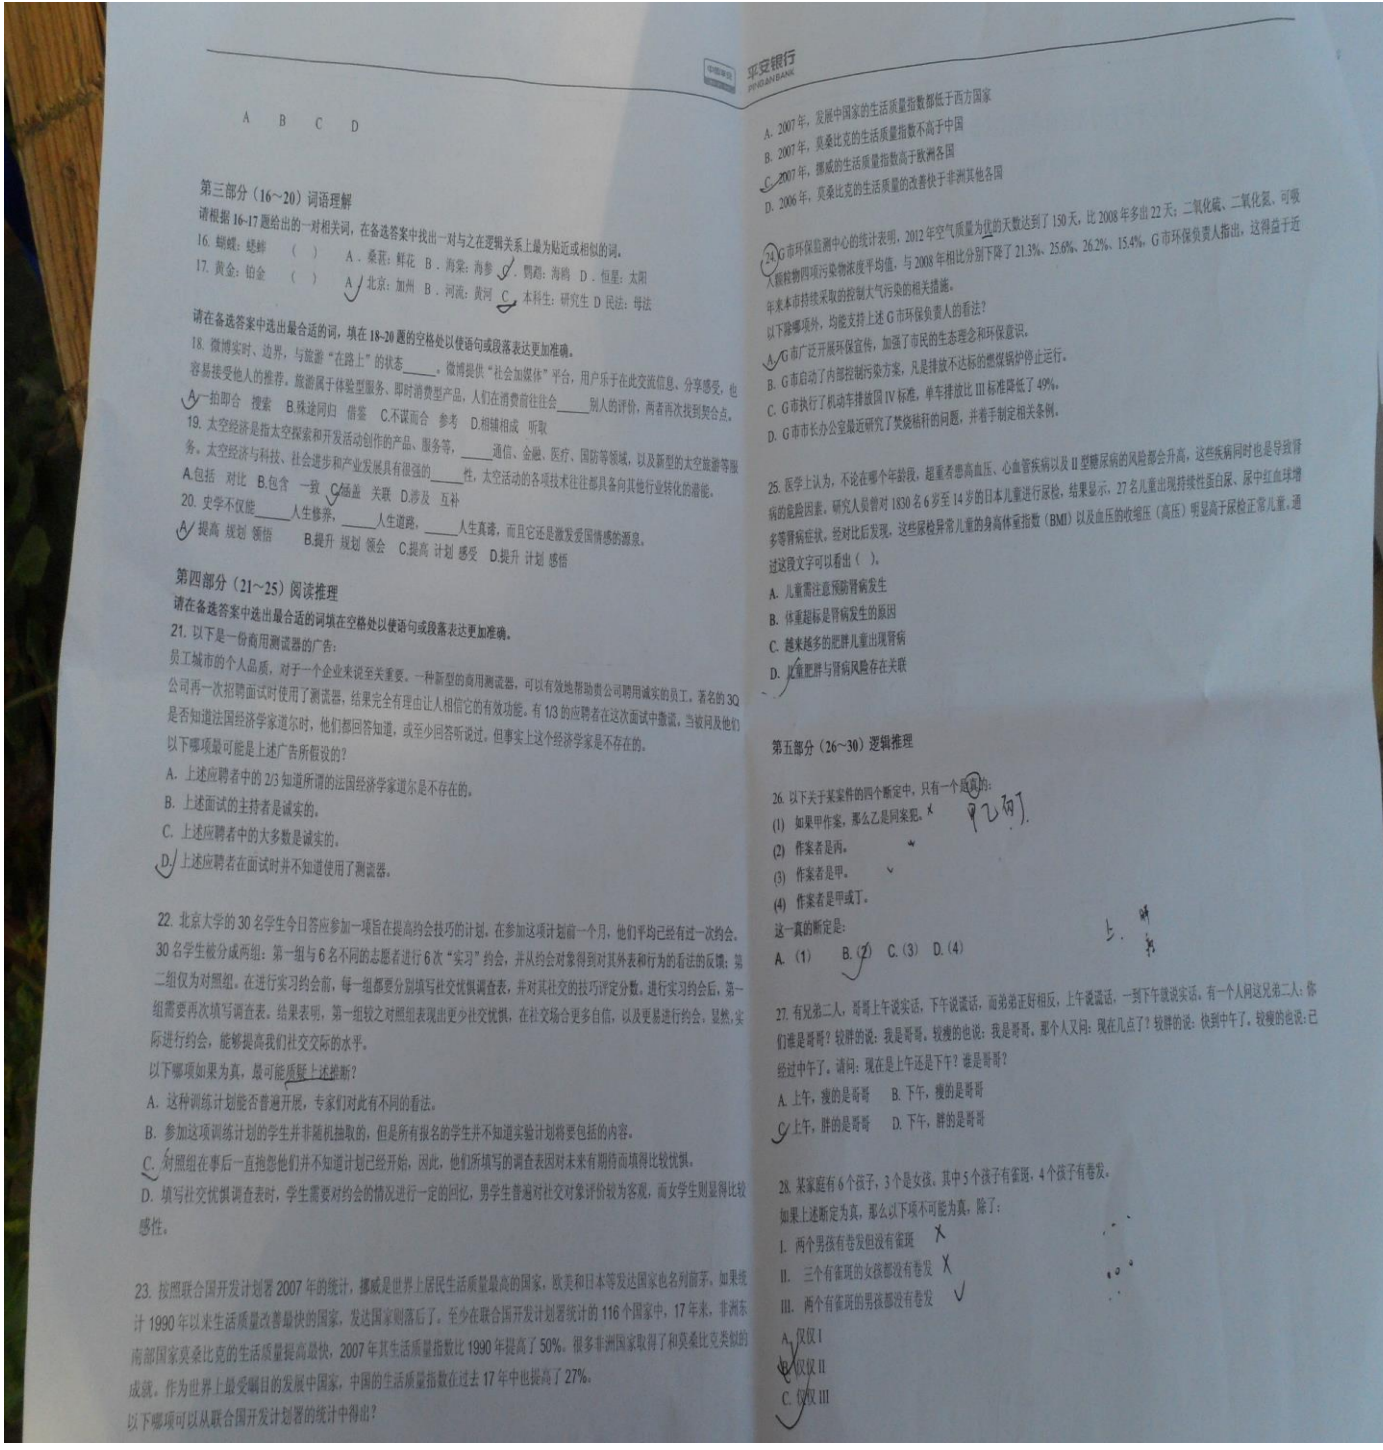 平安银行
PINGAN BANK
A B C D
第三部分（16～20）词语理解
请根据16-17题给出的一对相关词，在备选答案中找出一对与之在逻辑关系上最为贴近或相似的词。
16. 蝴蝶：蟋蟀 （ ） A．桑葚：鲜花 B．海棠：海参 C．鹦鹉：海鸥 D．恒星：太阳
17. 黄金：铂金 （ ） A 北京：加州 B．河流：黄河 C．本科生：研究生 D 民法：母法
请在备选答案中选出最合适的词，填在18~20题的空格处以使语句或段落表达更加准确。
18. 微博实时、边界，与旅游“在路上”的状态______。微博提供“社会加媒体”平台，用户乐于在此交流信息、分享感受，也
容易接受他人的推荐。旅游属于体验型服务、即时消费型产品，人们在消费前往往会______别人的评价，两者再次找到契合点。
A.一拍即合 搜索 B.殊途同归 借鉴 C.不谋而合 参考 D.相辅相成 听取
19. 太空经济是指太空探索和开发活动创作的产品、服务等，______通信、金融、医疗、国防等领域，以及新型的太空旅游等服
务。太空经济与科技、社会进步和产业发展具有很强的______性，太空活动的各项技术往往都具备向其他行业转化的潜能。
A.包括 对比 B.包含 一致 C.涵盖 关联 D.涉及 互补
20. 史学不仅能______人生修养，______人生道路，______人生真谛，而且它还是激发爱国情感的源泉。
A. 提高 规划 领悟 B.提升 规划 领会 C.提高 计划 感受 D.提升 计划 感悟
第四部分（21～25）阅读推理
请在备选答案中选出最合适的词填在空格处以使语句或段落表达更加准确。
21. 以下是一份商用测谎器的广告：
员工城市的个人品质，对于一个企业来说至关重要。一种新型的商用测谎器，可以有效地帮助贵公司聘用诚实的员工。著名的3Q
公司再一次招聘面试时使用了测谎器，结果完全有理由让人相信它的有效功能。有1/3的应聘者在这次面试中撒谎。当被问及他们
是否知道法国经济学家道尔时，他们都回答知道，或至少回答听说过。但事实上这个经济学家是不存在的。
以下哪项最可能是上述广告所假设的？
A. 上述应聘者中的2/3知道所谓的法国经济学家道尔是不存在的。
B. 上述面试的主持者是诚实的。
C. 上述应聘者中的大多数是诚实的。
D. 上述应聘者在面试时并不知道使用了测谎器。
22. 北京大学的30名学生今日答应参加一项旨在提高约会技巧的计划。在参加这项计划前一个月，他们平均已经有过一次约会。
30名学生被分成两组：第一组与6名不同的志愿者进行6次“实习”约会，并从约会对象得到对其外表和行为的看法的反馈；第
二组仅为对照组。在进行实习约会前，每一组都要分别填写社交忧惧调查表，并对其社交的技巧评定分数。进行实习约会后，第一
组需要再次填写调查表。结果表明，第一组较之对照组表现出更少社交忧惧，在社交场合更多自信，以及更易进行约会。显然，实
际进行约会，能够提高我们社交交际的水平。
以下哪项如果为真，最可能质疑上述推断？
A. 这种训练计划能否普遍开展，专家们对此有不同的看法。
B. 参加这项训练计划的学生并非随机抽取的，但是所有报名的学生并不知道实验计划将要包括的内容。
C. 对照组在事后一直抱怨他们并不知道计划已经开始，因此，他们所填写的调查表因对未来有期待而填得比较忧惧。
D. 填写社交忧惧调查表时，学生需要对约会的情况进行一定的回忆，男学生普遍对社交对象评价较为客观，而女学生则显得比较
感性。
23. 按照联合国开发计划署2007年的统计，挪威是世界上居民生活质量最高的国家，欧美和日本等发达国家也名列前茅。如果统
计1990年以来生活质量改善最快的国家，发达国家则落后了。至少在联合国开发计划署统计的116个国家中，17年来，非洲东
南部国家莫桑比克的生活质量提高最快，2007年其生活质量指数比1990年提高了50%。很多非洲国家取得了和莫桑比克类似的
成就。作为世界上最受瞩目的发展中国家，中国的生活质量指数在过去17年中也提高了27%。
以下哪项可以从联合国开发计划署的统计中得出？
A. 2007年，发展中国家的生活质量指数都低于西方国家
B. 2007年，莫桑比克的生活质量指数不高于中国
C. 2007年，挪威的生活质量指数高于欧洲各国
D. 2006年，莫桑比克的生活质量的改善快于非洲其他各国
24. G市环保监测中心的统计表明，2012年空气质量为优的天数达到了150天，比2008年多出22天；二氧化硫、二氧化氮、可吸
入颗粒物四项污染物浓度平均值，与2008年相比分别下降了21.3%、25.6%、26.2%、15.4%。G市环保负责人指出，这得益于近
年来本市持续采取的控制大气污染的相关措施。
以下除哪项外，均能支持上述G市环保负责人的看法？
A. G市广泛开展环保宣传，加强了市民的生态理念和环保意识。
B. G市启动了内部控制污染方案，凡是排放不达标的燃煤锅炉停止运行。
C. G市执行了机动车排放国IV标准，单车排放比III标准降低了49%。
D. G市市长办公室最近研究了焚烧秸秆的问题，并着手制定相关条例。
25. 医学上认为，不论在哪个年龄段，超重者患高血压、心血管疾病以及II型糖尿病的风险都会升高，这些疾病同时也是导致肾
病的危险因素。研究人员曾对1830名6岁至14岁的日本儿童进行尿检，结果显示，27名儿童出现持续性蛋白尿、尿中红血球增
多等肾病症状。经对比后发现，这些尿检异常儿童的身高体重指数（BMI）以及血压的收缩压（高压）明显高于尿检正常儿童。通
过这段文字可以看出（ ）。
A. 儿童需注意预防肾病发生
B. 体重超标是肾病发生的原因
C. 越来越多的肥胖儿童出现肾病
D. 儿童肥胖与肾病风险存在关联
第五部分（26～30）逻辑推理
26. 以下关于某案件的四个断定中，只有一个是真的：
(1) 如果甲作案，那么乙是同案犯。 × 甲乙丙丁
(2) 作案者是丙。
(3) 作案者是甲。
(4) 作案者是甲或丁。
这一真的断定是：
A. （1） B. （2） C. （3） D. （4）
27. 有兄弟二人，哥哥上午说实话，下午说谎话，而弟弟正好相反，上午说谎话，一到下午就说实话。有一个人问这兄弟二人：你
们谁是哥哥？较胖的说：我是哥哥。较瘦的也说：我是哥哥。那个人又问：现在几点了？较胖的说：快到中午了。较瘦的也说：已
经过中午了。请问：现在是上午还是下午？谁是哥哥？
A. 上午，瘦的是哥哥 B. 下午，瘦的是哥哥
C. 上午，胖的是哥哥 D. 下午，胖的是哥哥
28. 某家庭有6个孩子，3个是女孩。其中5个孩子有雀斑，4个孩子有卷发。
如果上述断定为真，那么以下项不可能为真，除了：
I. 两个男孩有卷发但没有雀斑 ×
II. 三个有雀斑的女孩都没有卷发 ×
III. 两个有雀斑的男孩都没有卷发 √
A. 仅仅 I
B. 仅仅 II
C. 仅仅 III